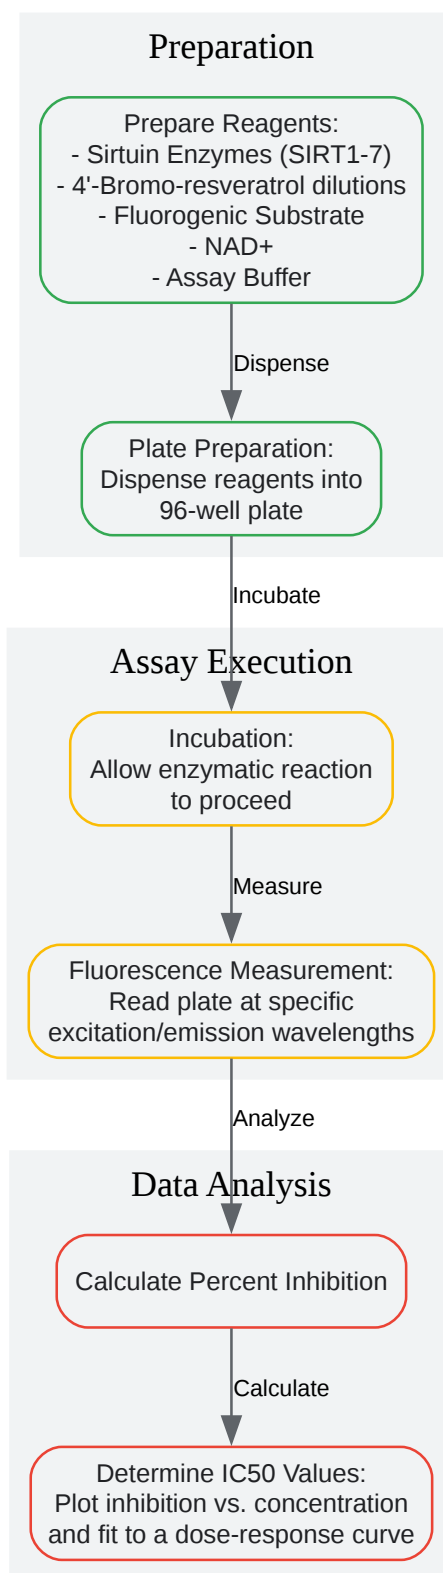 Preparation
Prepare Reagents:
- Sirtuin Enzymes (SIRT1-7)
- 4'-Bromo-resveratrol dilutions
- Fluorogenic Substrate
- NAD+
- Assay Buffer
Dispense
Plate Preparation:
Dispense reagents into
96-well plate
Incubate
Assay Execution
Incubation:
Allow enzymatic reaction
to proceed
Measure
Fluorescence Measurement:
Read plate at specific
excitation/emission wavelengths
Analyze
Data Analysis
Calculate Percent Inhibition
Calculate
Determine IC50 Values:
Plot inhibition vs. concentration
and fit to a dose-response curve